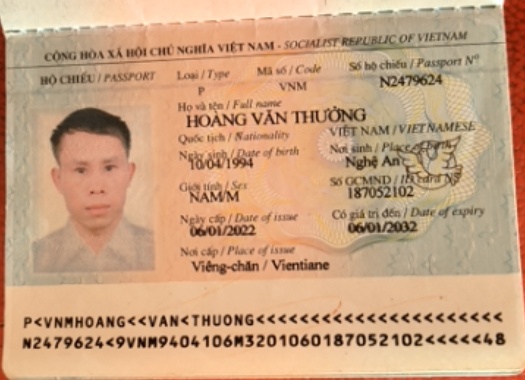 CỘNG HÒA XÃ HỘI CHỦ NGHĨA VIỆT NAM - SOCIALIST REPUBLIC OF VIETNAM
HỘ CHIẾU / PASSPORT Loại / Type Mã số / Code Số hộ chiếu / Passport Nº
P VNM N2479624
Họ và tên / Full name
HOÀNG VĂN THƯỞNG
Quốc tịch / Nationality VIỆT NAM / VIETNAMESE
Ngày sinh / Date of birth Nơi sinh / Place of birth
10/04/1994 Nghệ An
Giới tính / Sex Số GCMND / ID card Nº
NAM/M 187052102
Ngày cấp / Date of issue Có giá trị đến / Date of expiry
06/01/2022 06/01/2032
Nơi cấp / Place of issue
Viêng-chăn / Vientiane
P<VNMHOANG<<VAN<THUONG<<<<<<<<<<<<<<<<<<<<<<
N2479624<9VNM9404106M3201060187052102<<<<<48